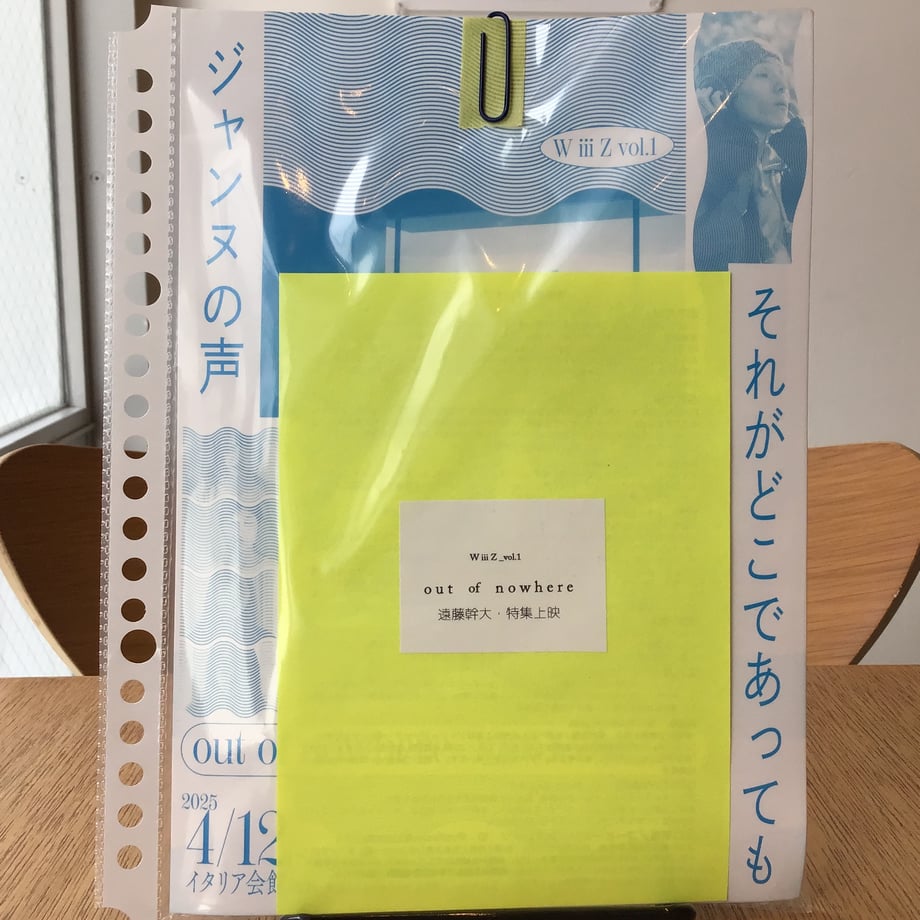 ジャンヌの声
W iii Z vol.1
それがどこであっても
W iii Z _vol.1
out of nowhere
遠藤幹大・特集上映
out o
2025
4/12
イタリア会館